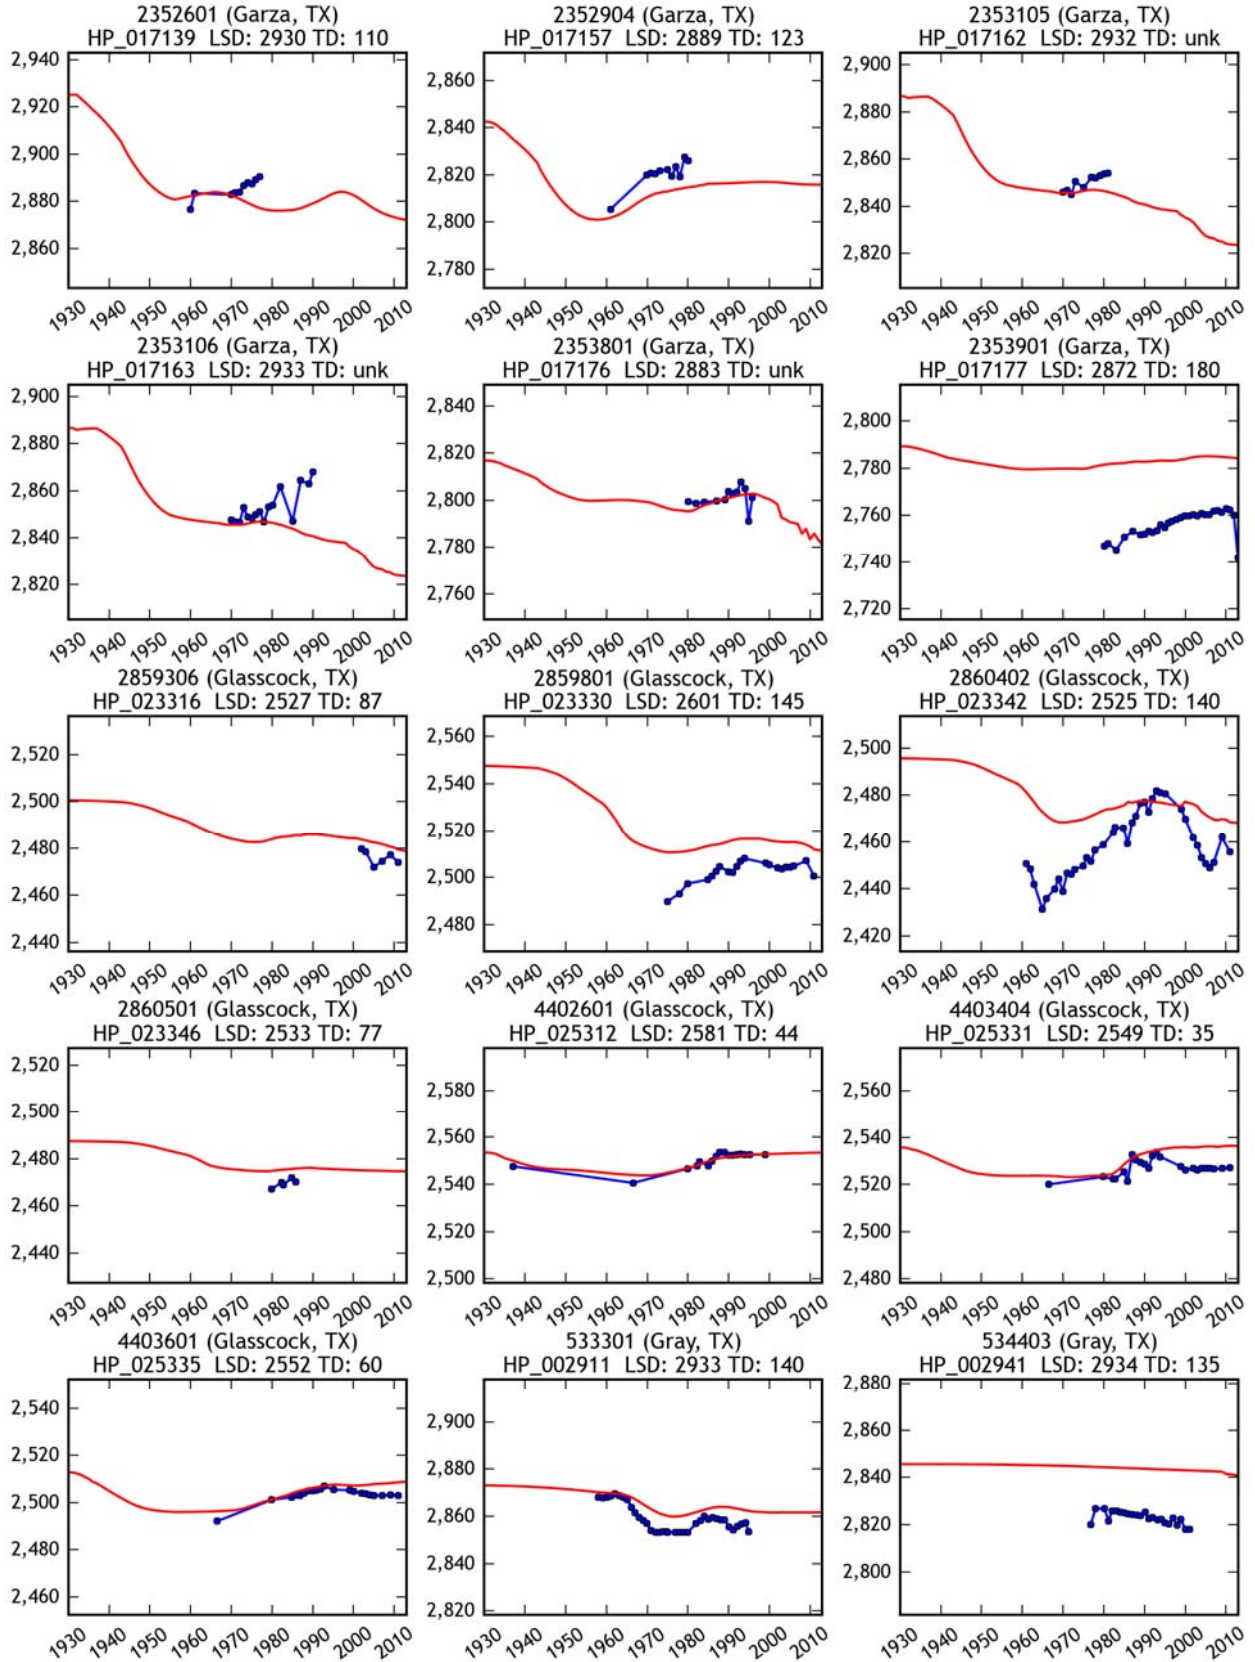 2352601 (Garza, TX)
HP_017139 LSD: 2930 TD: 110
2,940
2,920
2,900
2,880
2,860
1930 1940 1950 1960 1970 1980 1990 2000 2010
2352904 (Garza, TX)
HP_017157 LSD: 2889 TD: 123
2,860
2,840
2,820
2,800
2,780
1930 1940 1950 1960 1970 1980 1990 2000 2010
2353105 (Garza, TX)
HP_017162 LSD: 2932 TD: unk
2,900
2,880
2,860
2,840
2,820
1930 1940 1950 1960 1970 1980 1990 2000 2010
2353106 (Garza, TX)
HP_017163 LSD: 2933 TD: unk
2,900
2,880
2,860
2,840
2,820
1930 1940 1950 1960 1970 1980 1990 2000 2010
2353801 (Garza, TX)
HP_017176 LSD: 2883 TD: unk
2,840
2,820
2,800
2,780
2,760
1930 1940 1950 1960 1970 1980 1990 2000 2010
2353901 (Garza, TX)
HP_017177 LSD: 2872 TD: 180
2,800
2,780
2,760
2,740
2,720
1930 1940 1950 1960 1970 1980 1990 2000 2010
2859306 (Glasscock, TX)
HP_023316 LSD: 2527 TD: 87
2,520
2,500
2,480
2,460
2,440
1930 1940 1950 1960 1970 1980 1990 2000 2010
2859801 (Glasscock, TX)
HP_023330 LSD: 2601 TD: 145
2,560
2,540
2,520
2,500
2,480
1930 1940 1950 1960 1970 1980 1990 2000 2010
2860402 (Glasscock, TX)
HP_023342 LSD: 2525 TD: 140
2,500
2,480
2,460
2,440
2,420
1930 1940 1950 1960 1970 1980 1990 2000 2010
2860501 (Glasscock, TX)
HP_023346 LSD: 2533 TD: 77
2,520
2,500
2,480
2,460
2,440
1930 1940 1950 1960 1970 1980 1990 2000 2010
4402601 (Glasscock, TX)
HP_025312 LSD: 2581 TD: 44
2,580
2,560
2,540
2,520
2,500
1930 1940 1950 1960 1970 1980 1990 2000 2010
4403404 (Glasscock, TX)
HP_025331 LSD: 2549 TD: 35
2,560
2,540
2,520
2,500
2,480
1930 1940 1950 1960 1970 1980 1990 2000 2010
4403601 (Glasscock, TX)
HP_025335 LSD: 2552 TD: 60
2,540
2,520
2,500
2,480
2,460
1930 1940 1950 1960 1970 1980 1990 2000 2010
533301 (Gray, TX)
HP_002911 LSD: 2933 TD: 140
2,900
2,880
2,860
2,840
2,820
1930 1940 1950 1960 1970 1980 1990 2000 2010
534403 (Gray, TX)
HP_002941 LSD: 2934 TD: 135
2,880
2,860
2,840
2,820
2,800
1930 1940 1950 1960 1970 1980 1990 2000 2010